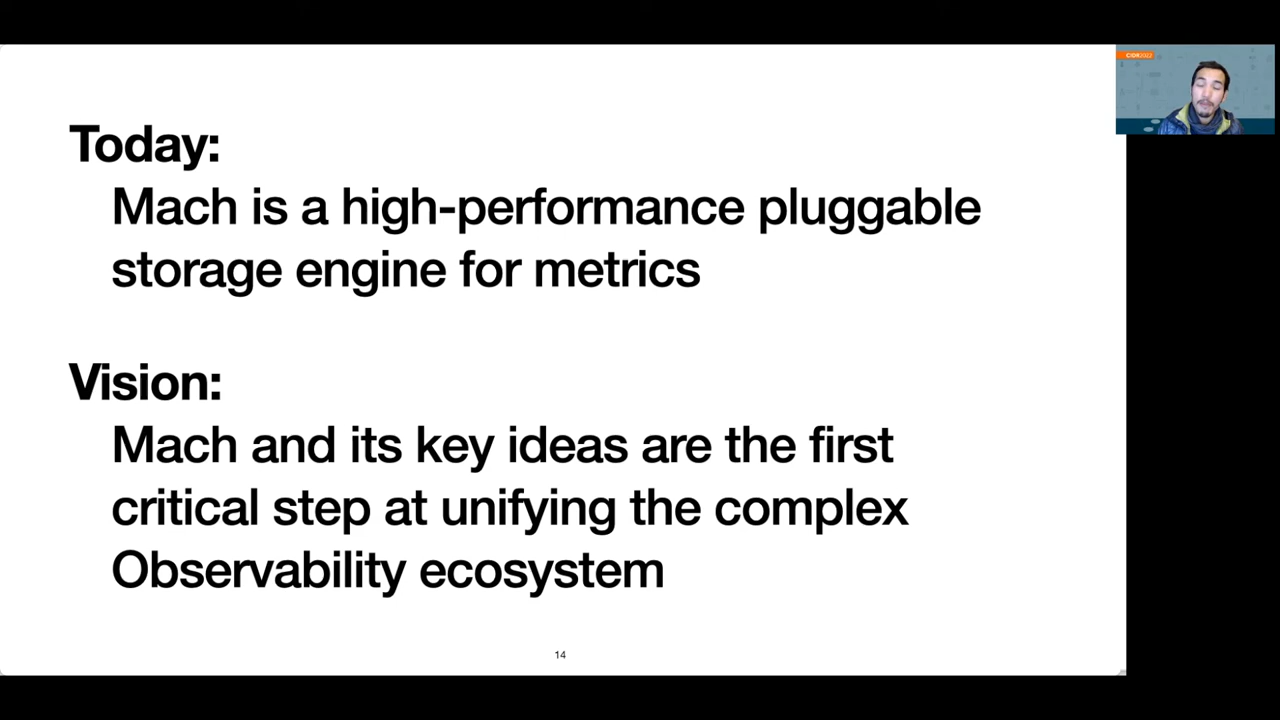 CIDR2022
Today:
Mach is a high-performance pluggable
storage engine for metrics
Vision:
Mach and its key ideas are the first
critical step at unifying the complex
Observability ecosystem
14